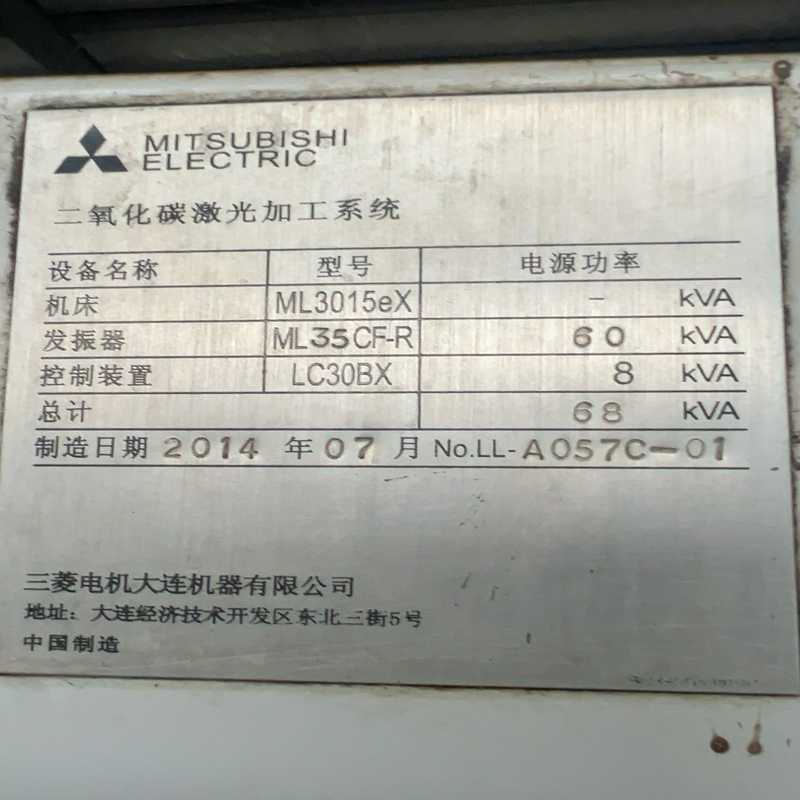 MITSUBISHI
ELECTRIC
二氧化碳激光加工系统
设备名称 型号 电源功率
机床 ML3015eX - kVA
发振器 ML35CF-R 60 kVA
控制装置 LC30BX 8 kVA
总计 68 kVA
制造日期 2014 年 07 月 No.LL-A057C-01
三菱电机大连机器有限公司
地址：大连经济技术开发区东北三街5号
中国制造